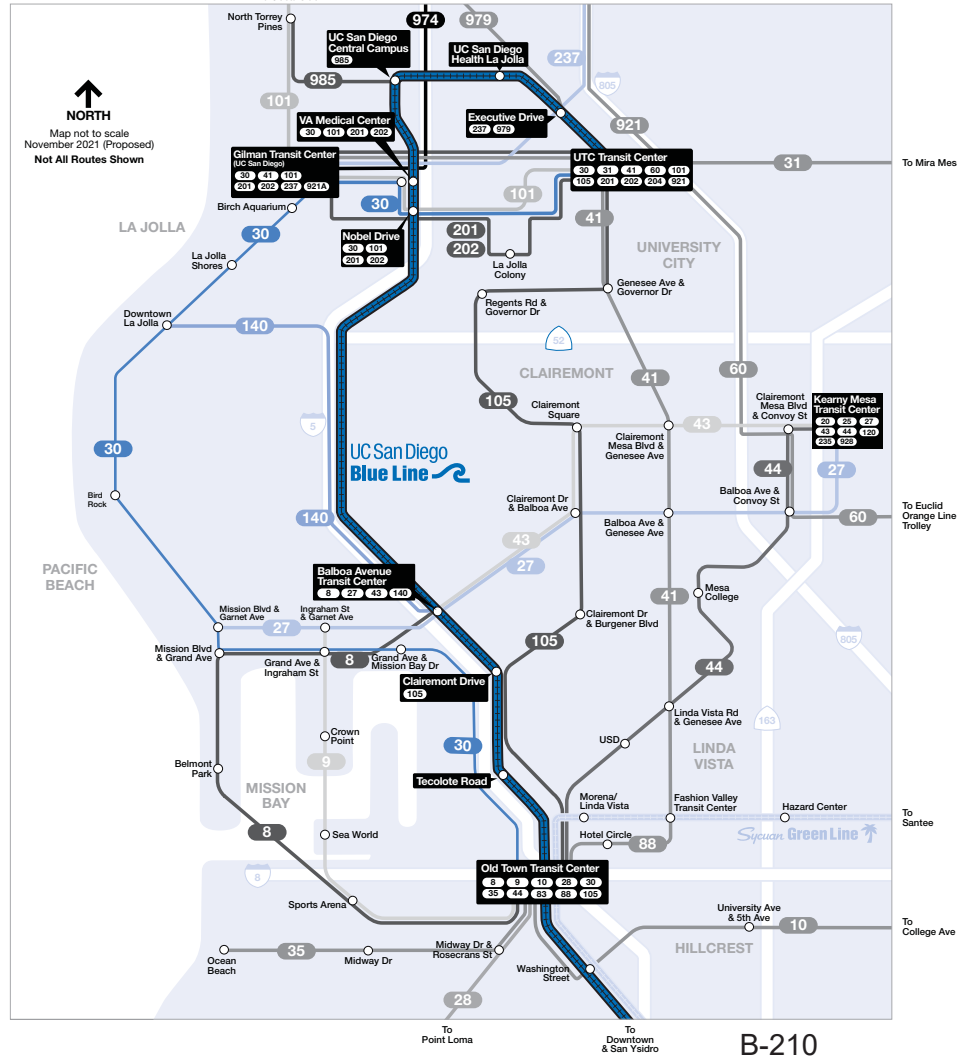 974
979
North Torrey
Pines
UC San Diego
Central Campus
985
UC San Diego
Health La Jolla
237
985
805
101
NORTH
Map not to scale
November 2021 (Proposed)
Not All Routes Shown
VA Medical Center
30 101 201 202
Executive Drive
237 979
921
Gilman Transit Center
(UC San Diego)
30 41 101
201 202 237 921A
UTC Transit Center
30 31 41 60 101
105 201 202 204 921
31
To Mira Mes
101
30
Birch Aquarium
41
LA JOLLA
30
Nobel Drive
30 101
201 202
201
202
La Jolla
Colony
UNIVERSITY
CITY
La Jolla
Shores
Genesee Ave &
Governor Dr
Regents Rd &
Governor Dr
Downtown
La Jolla
140
52
CLAIREMONT
60
41
105
Clairemont
Square
Clairemont
Mesa Blvd
& Convoy St
Kearny Mesa
Transit Center
20 25 27
43 44 120
235 928
5
43
Clairemont
Mesa Blvd &
Genesee Ave
30
UC San Diego
Blue Line
44
27
Bird
Rock
Clairemont Dr
& Balboa Ave
Balboa Ave &
Genesee Ave
Balboa Ave &
Convoy St
140
60
To Euclid
Orange Line
Trolley
43
27
PACIFIC
BEACH
Balboa Avenue
Transit Center
8 27 43 140
41
Mesa
College
Mission Blvd &
Garnet Ave
Ingraham St
& Garnet Ave
27
Clairemont Dr
& Burgener Blvd
805
105
Mission Blvd
& Grand Ave
Grand Ave &
Ingraham St
8
Grand Ave &
Mission Bay Dr
44
Clairemont Drive
105
Linda Vista Rd
& Genesee Ave
163
Crown
Point
30
USD
LINDA
VISTA
9
Belmont
Park
Tecolote Road
MISSION
BAY
Morena/
Linda Vista
Fashion Valley
Transit Center
Hazard Center
To
Santee
8
Sea World
Hotel Circle
88
Sycuan Green Line
8
Old Town Transit Center
8 9 10 28 30
35 44 83 88 105
Sports Arena
University Ave
& 5th Ave
10
To
College Ave
35
Ocean
Beach
Midway Dr
Midway Dr &
Rosecrans St
HILLCREST
Washington
Street
28
To
Point Loma
To
Downtown
& San Ysidro
B-210